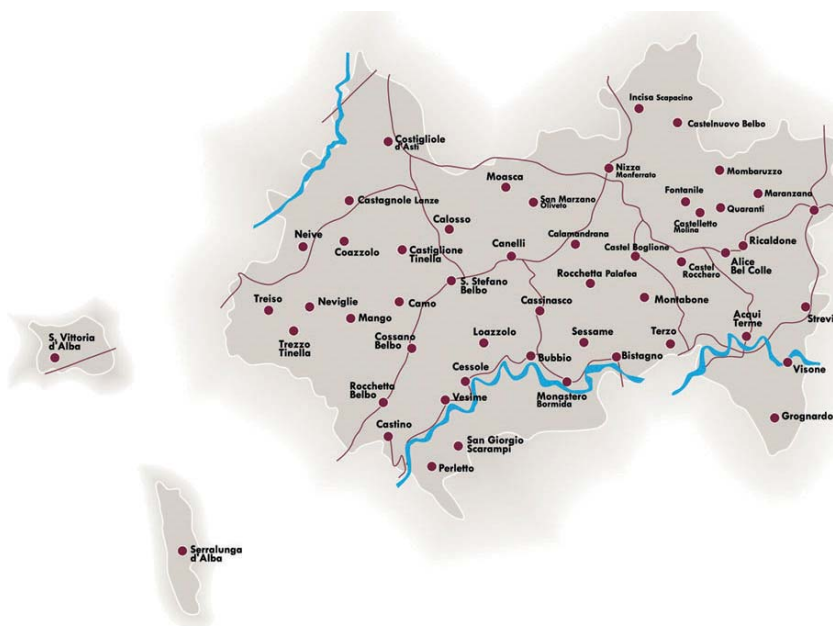 Incisa Scapacino
Castelnuovo Belbo
Costigliole
d'Asti
Nizza
Monferrato
Mombaruzzo
Moasca
Maranzana
Fontanile
San Marzano
Oliveto
Castagnole Lanze
Quaranti
Castelletto
Molina
Calosso
Calamandrana
Neive
Coazzolo
Castiglione
Tinella
Canelli
Castel Boglione
Ricaldone
Alice
Bel Colle
Castel
Rocchero
S. Stefano
Belbo
Rocchetta Palafea
Treiso
Neviglie
Camo
Cassinasco
Montabone
Mango
Acqui
Terme
Strevi
S. Vittoria
d'Alba
Trezzo
Tinella
Cossano
Belbo
Loazzolo
Sessame
Terzo
Bubbio
Bistagno
Cessole
Visone
Rocchetta
Belbo
Vesime
Monastero
Bormida
Grognardo
Castino
San Giorgio
Scarampi
Perletto
Serralunga
d'Alba